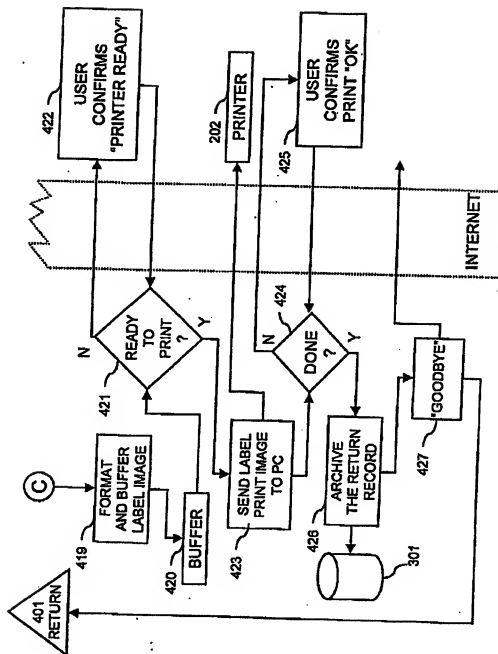 401
RETURN
C
419
FORMAT
AND BUFFER
LABEL IMAGE
420
BUFFER
421
READY
TO
PRINT
?
N
Y
422
USER
CONFIRMS
"PRINTER READY"
423
SEND LABEL
PRINT IMAGE
TO PC
202
PRINTER
424
DONE
?
N
Y
425
USER
CONFIRMS
PRINT "OK"
426
ARCHIVE
THE RETURN
RECORD
301
"GOODBYE"
427
INTERNET